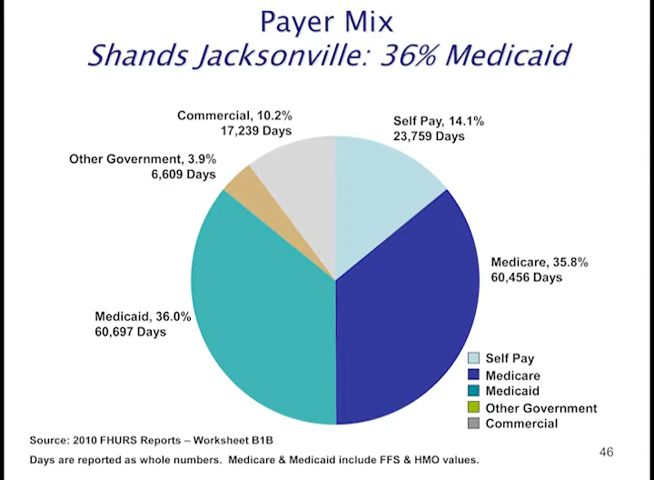 Payer Mix
Shands Jacksonville: 36% Medicaid
Commercial, 10.2%
17,239 Days
Self Pay, 14.1%
23,759 Days
Other Government, 3.9%
6,609 Days
Medicare, 35.8%
60,456 Days
Medicaid, 36.0%
60,697 Days
Self Pay
Medicare
Medicaid
Other Government
Commercial
Source: 2010 FHURS Reports – Worksheet B1B
Days are reported as whole numbers. Medicare & Medicaid include FFS & HMO values.
46